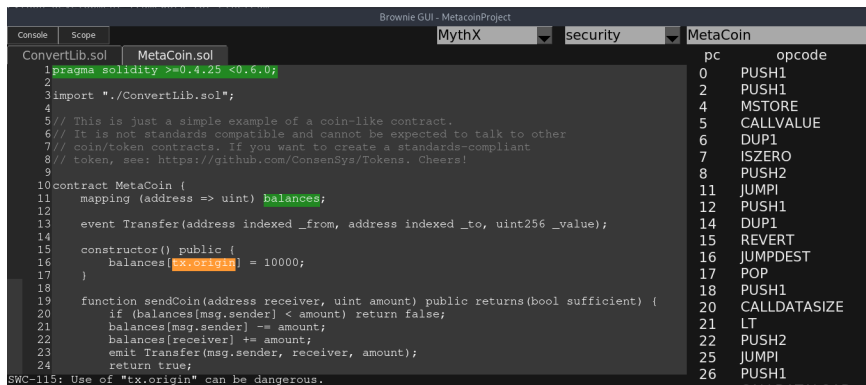 Brownie GUI - MetacoinProject
Console Scope MythX security MetaCoin
ConvertLib.sol MetaCoin.sol
1 pragma solidity >=0.4.25 <0.6.0;
2
3 import "./ConvertLib.sol";
4
5 // This is just a simple example of a coin-like contract.
6 // It is not standards compatible and cannot be expected to talk to other
7 // coin/token contracts. If you want to create a standards-compliant
8 // token, see: https://github.com/ConsenSys/Tokens. Cheers!
9
10 contract MetaCoin {
11 mapping (address => uint) balances;
12
13 event Transfer(address indexed _from, address indexed _to, uint256 _value);
14
15 constructor() public {
16 balances[tx.origin] = 10000;
17 }
18
19 function sendCoin(address receiver, uint amount) public returns(bool sufficient) {
20 if (balances[msg.sender] < amount) return false;
21 balances[msg.sender] -= amount;
22 balances[receiver] += amount;
23 emit Transfer(msg.sender, receiver, amount);
24 return true;
SWC-115: Use of "tx.origin" can be dangerous.
pc opcode
0 PUSH1
2 PUSH1
4 MSTORE
5 CALLVALUE
6 DUP1
7 ISZERO
8 PUSH2
11 JUMPI
12 PUSH1
14 DUP1
15 REVERT
16 JUMPDEST
17 POP
18 PUSH1
20 CALLDATASIZE
21 LT
22 PUSH2
25 JUMPI
26 PUSH1